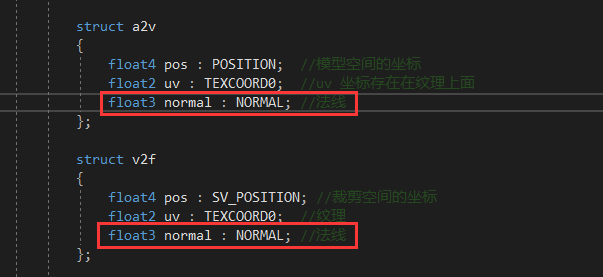 struct a2v
{
float4 pos : POSITION; //模型空间的坐标
float2 uv : TEXCOORD0; //uv 坐标存在在纹理上面
float3 normal : NORMAL; //法线
};
struct v2f
{
float4 pos : SV_POSITION; //裁剪空间的坐标
float2 uv : TEXCOORD0; //纹理
float3 normal : NORMAL; //法线
};